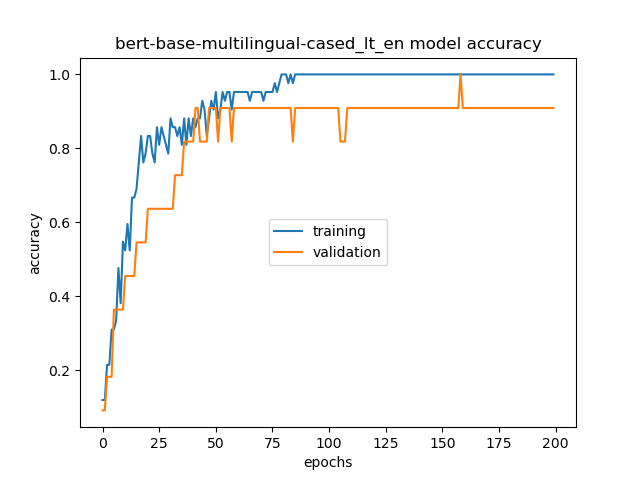 bert-base-multilingual-cased_lt_en model accuracy
1.0
0.8
0.6
0.4
0.2
accuracy
training
validation
0 25 50 75 100 125 150 175 200
epochs